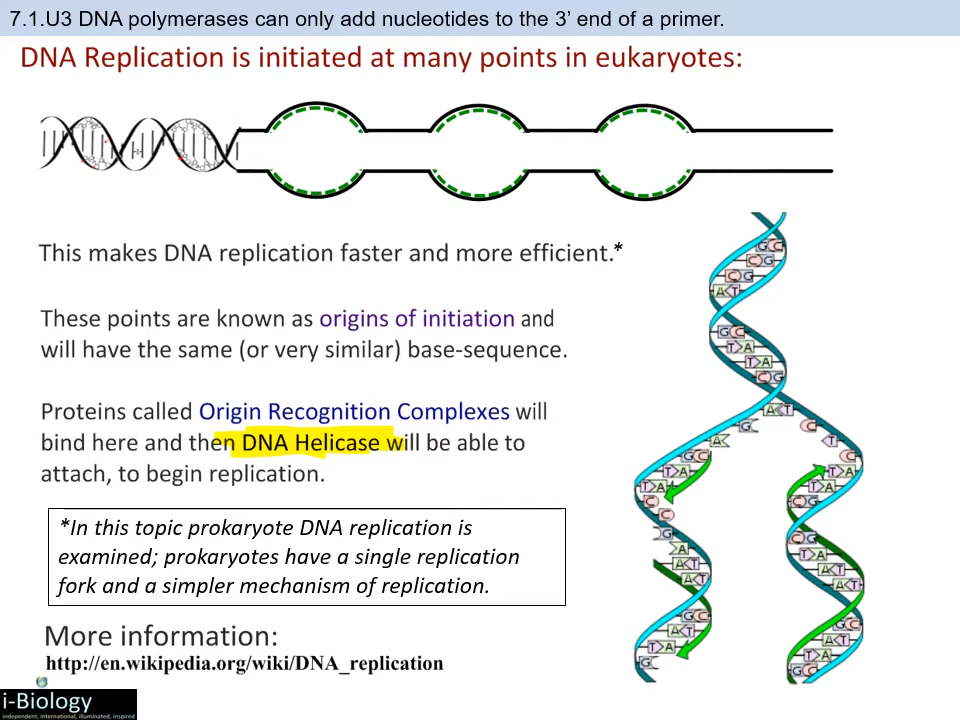 7.1.U3 DNA polymerases can only add nucleotides to the 3’ end of a primer.
DNA Replication is initiated at many points in eukaryotes:
This makes DNA replication faster and more efficient.*
These points are known as origins of initiation and
will have the same (or very similar) base-sequence.
Proteins called Origin Recognition Complexes will
bind here and then DNA Helicase will be able to
attach, to begin replication.
*In this topic prokaryote DNA replication is
examined; prokaryotes have a single replication
fork and a simpler mechanism of replication.
More information:
http://en.wikipedia.org/wiki/DNA_replication
i-Biology
independent, international, illuminated, inspired